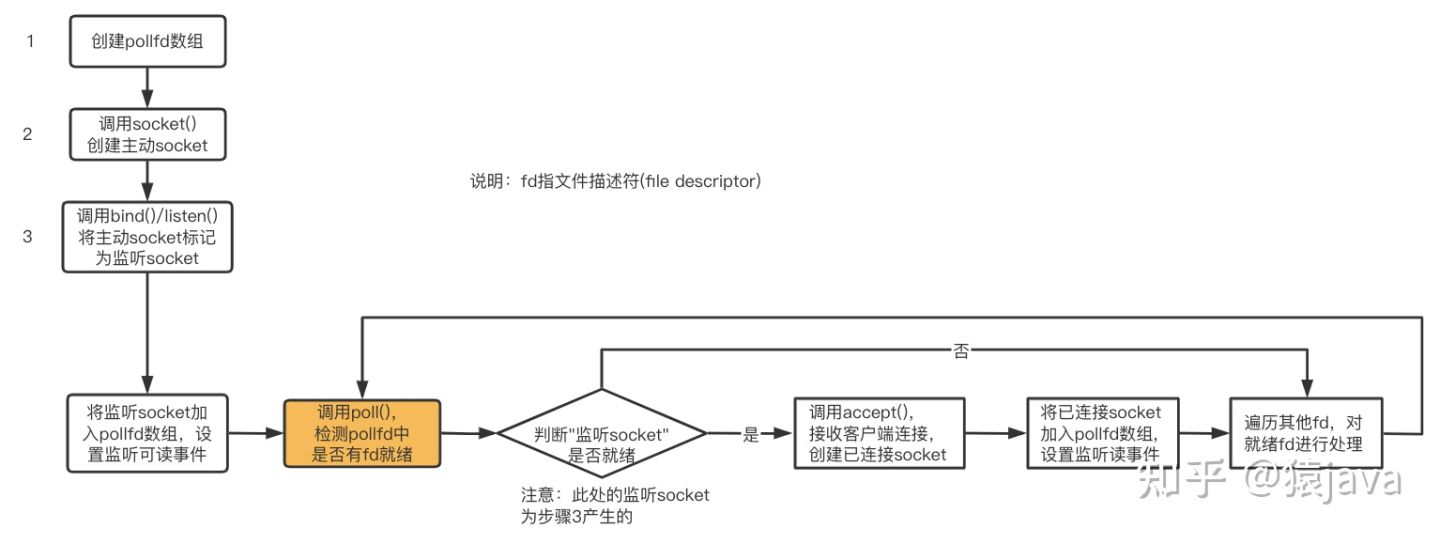 1
创建pollfd数组
2
调用socket()
创建主动socket
说明：fd指文件描述符(file descriptor)
3
调用bind()/listen()
将主动socket标记
为监听socket
否
将监听socket加
入pollfd数组，设
置监听可读事件
调用poll(),
检测pollfd中
是否有fd就绪
判断"监听socket"
是否就绪
是
调用accept(),
接收客户端连接，
创建已连接socket
将已连接socket
加入pollfd数组,
设置监听读事件
遍历其他fd，对
就绪fd进行处理
注意：此处的监听socket
为步骤3产生的
知乎 @猿java